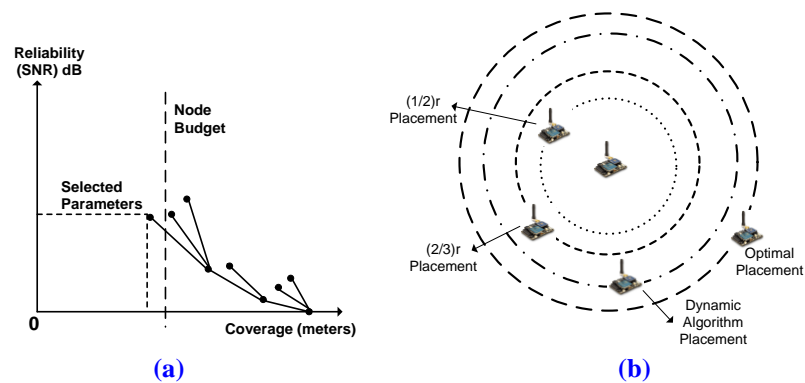 Reliability
(SNR) dB
Node
Budget
Selected
Parameters
0
Coverage (meters)
(a)
(1/2)r
Placement
(2/3)r
Placement
Optimal
Placement
Dynamic
Algorithm
Placement
(b)